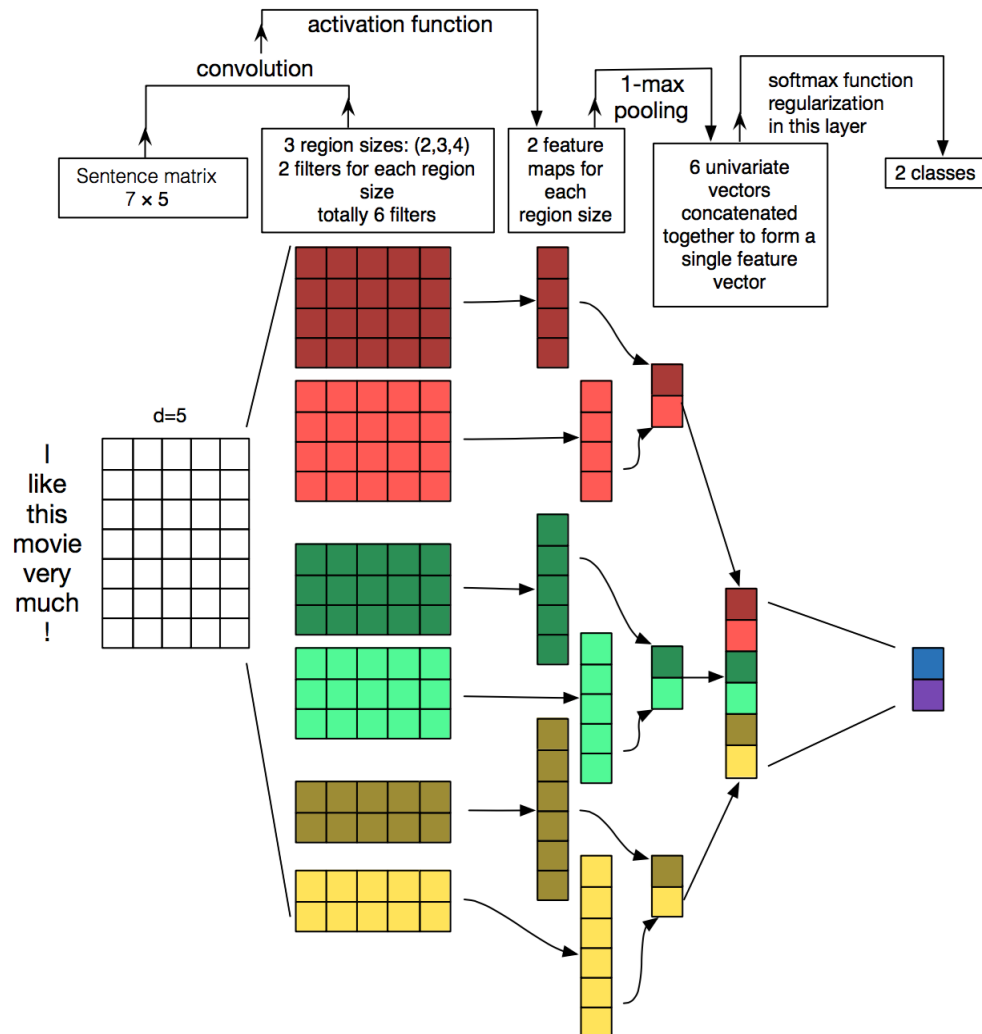 activation function
convolution
1-max
pooling
softmax function
regularization
in this layer
Sentence matrix
7 × 5
3 region sizes: (2,3,4)
2 filters for each region
size
totally 6 filters
2 feature
maps for
each
region size
6 univariate
vectors
concatenated
together to form a
single feature
vector
2 classes
d=5
I
like
this
movie
very
much
!